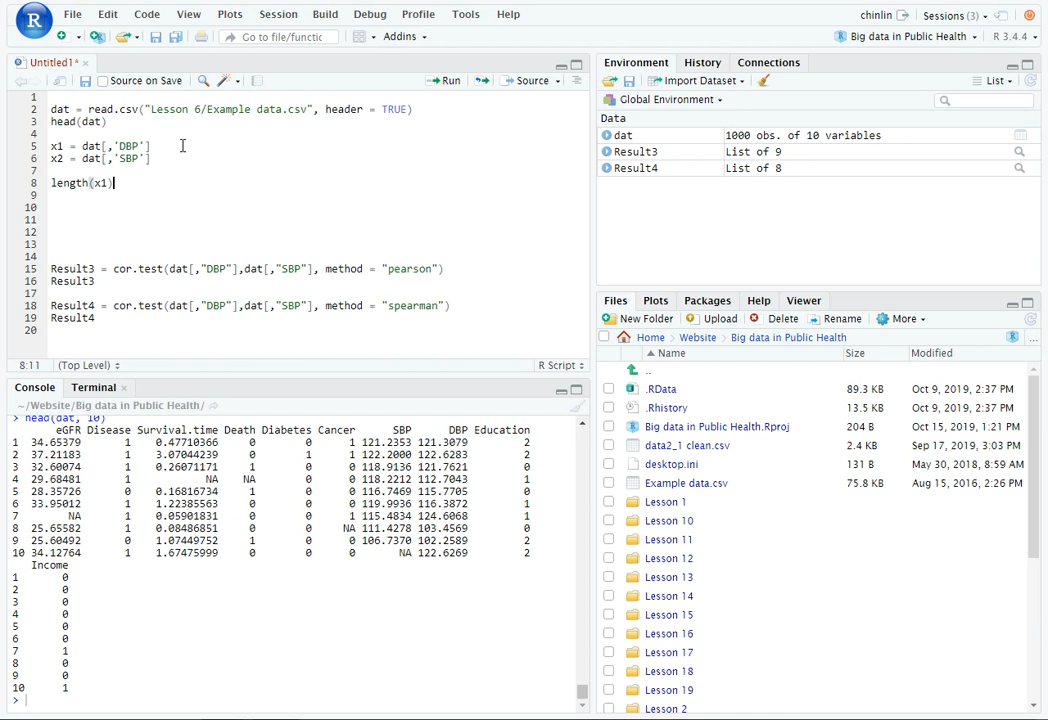 File Edit Code View Plots Session Build Debug Profile Tools Help
chinlin Sessions (3)
Go to file/functic Addins
Big data in Public Health R 3.4.4
Untitled1*
Source on Save Run Source
1
2 dat = read.csv("Lesson 6/Example data.csv", header = TRUE)
3 head(dat)
4
5 x1 = dat[,'DBP']
6 x2 = dat[,'SBP']
7
8 length(x1)
9
10
11
12
13
14
15 Result3 = cor.test(dat[,"DBP"],dat[,"SBP"], method = "pearson")
16 Result3
17
18 Result4 = cor.test(dat[,"DBP"],dat[,"SBP"], method = "spearman")
19 Result4
20
8:11 (Top Level) R Script
Console Terminal
~/Website/Big data in Public Health/
> head(dat, 10)
eGFR Disease Survival.time Death Diabetes Cancer SBP DBP Education
1 34.65379 1 0.47710366 0 0 1 121.2353 121.3079 2
2 37.21183 1 3.07044239 0 1 1 122.2000 122.6283 2
3 32.60074 1 0.26071171 1 0 0 118.9136 121.7621 0
4 29.68481 1 NA NA 0 0 118.2212 112.7043 1
5 28.35726 0 0.16816734 1 0 0 116.7469 115.7705 0
6 33.95012 1 1.22385563 0 0 0 119.9936 116.3872 1
7 NA 1 0.05901831 0 0 1 115.4834 124.6068 1
8 25.65582 1 0.08486851 0 0 NA 111.4278 103.4569 0
9 25.60492 0 1.07449752 1 0 0 106.7370 102.2589 2
10 34.12764 1 1.67475999 0 0 0 NA 122.6269 2
Income
1 0
2 0
3 0
4 0
5 0
6 0
7 1
8 0
9 0
10 1
>
Environment History Connections
Import Dataset List
Global Environment
Data
dat 1000 obs. of 10 variables
Result3 List of 9
Result4 List of 8
Files Plots Packages Help Viewer
New Folder Upload Delete Rename More
Home Website Big data in Public Health ...
Name Size Modified
..
.RData 89.3 KB Oct 9, 2019, 2:37 PM
.Rhistory 13.5 KB Oct 9, 2019, 2:37 PM
Big data in Public Health.Rproj 204 B Oct 15, 2019, 1:21 PM
data2_1 clean.csv 2.4 KB Sep 17, 2019, 3:03 PM
desktop.ini 131 B May 30, 2018, 8:59 AM
Example data.csv 75.8 KB Aug 15, 2016, 2:26 PM
Lesson 1
Lesson 10
Lesson 11
Lesson 12
Lesson 13
Lesson 14
Lesson 15
Lesson 16
Lesson 17
Lesson 18
Lesson 19
Lesson 2